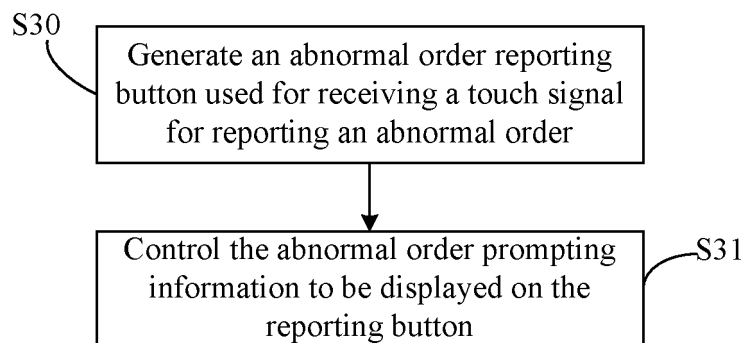 S30
Generate an abnormal order reporting
button used for receiving a touch signal
for reporting an abnormal order
Control the abnormal order prompting
information to be displayed on the
reporting button
S31